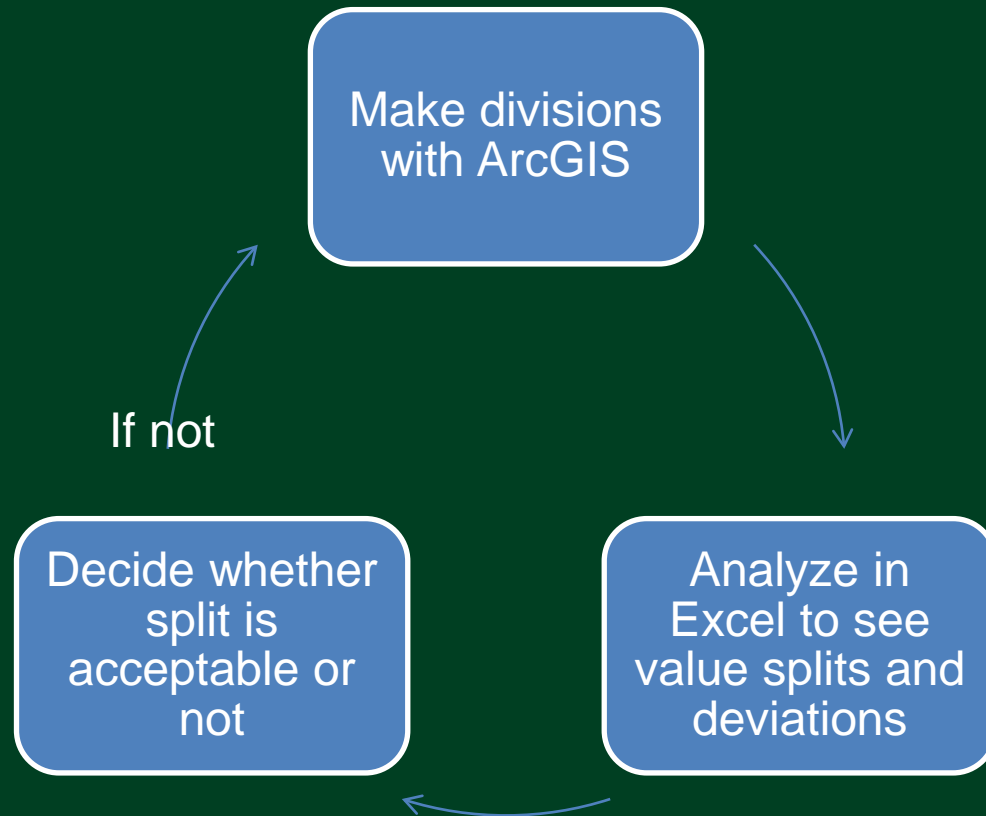 Make divisions
with ArcGIS
If not
Decide whether
split is
acceptable or
not
Analyze in
Excel to see
value splits and
deviations